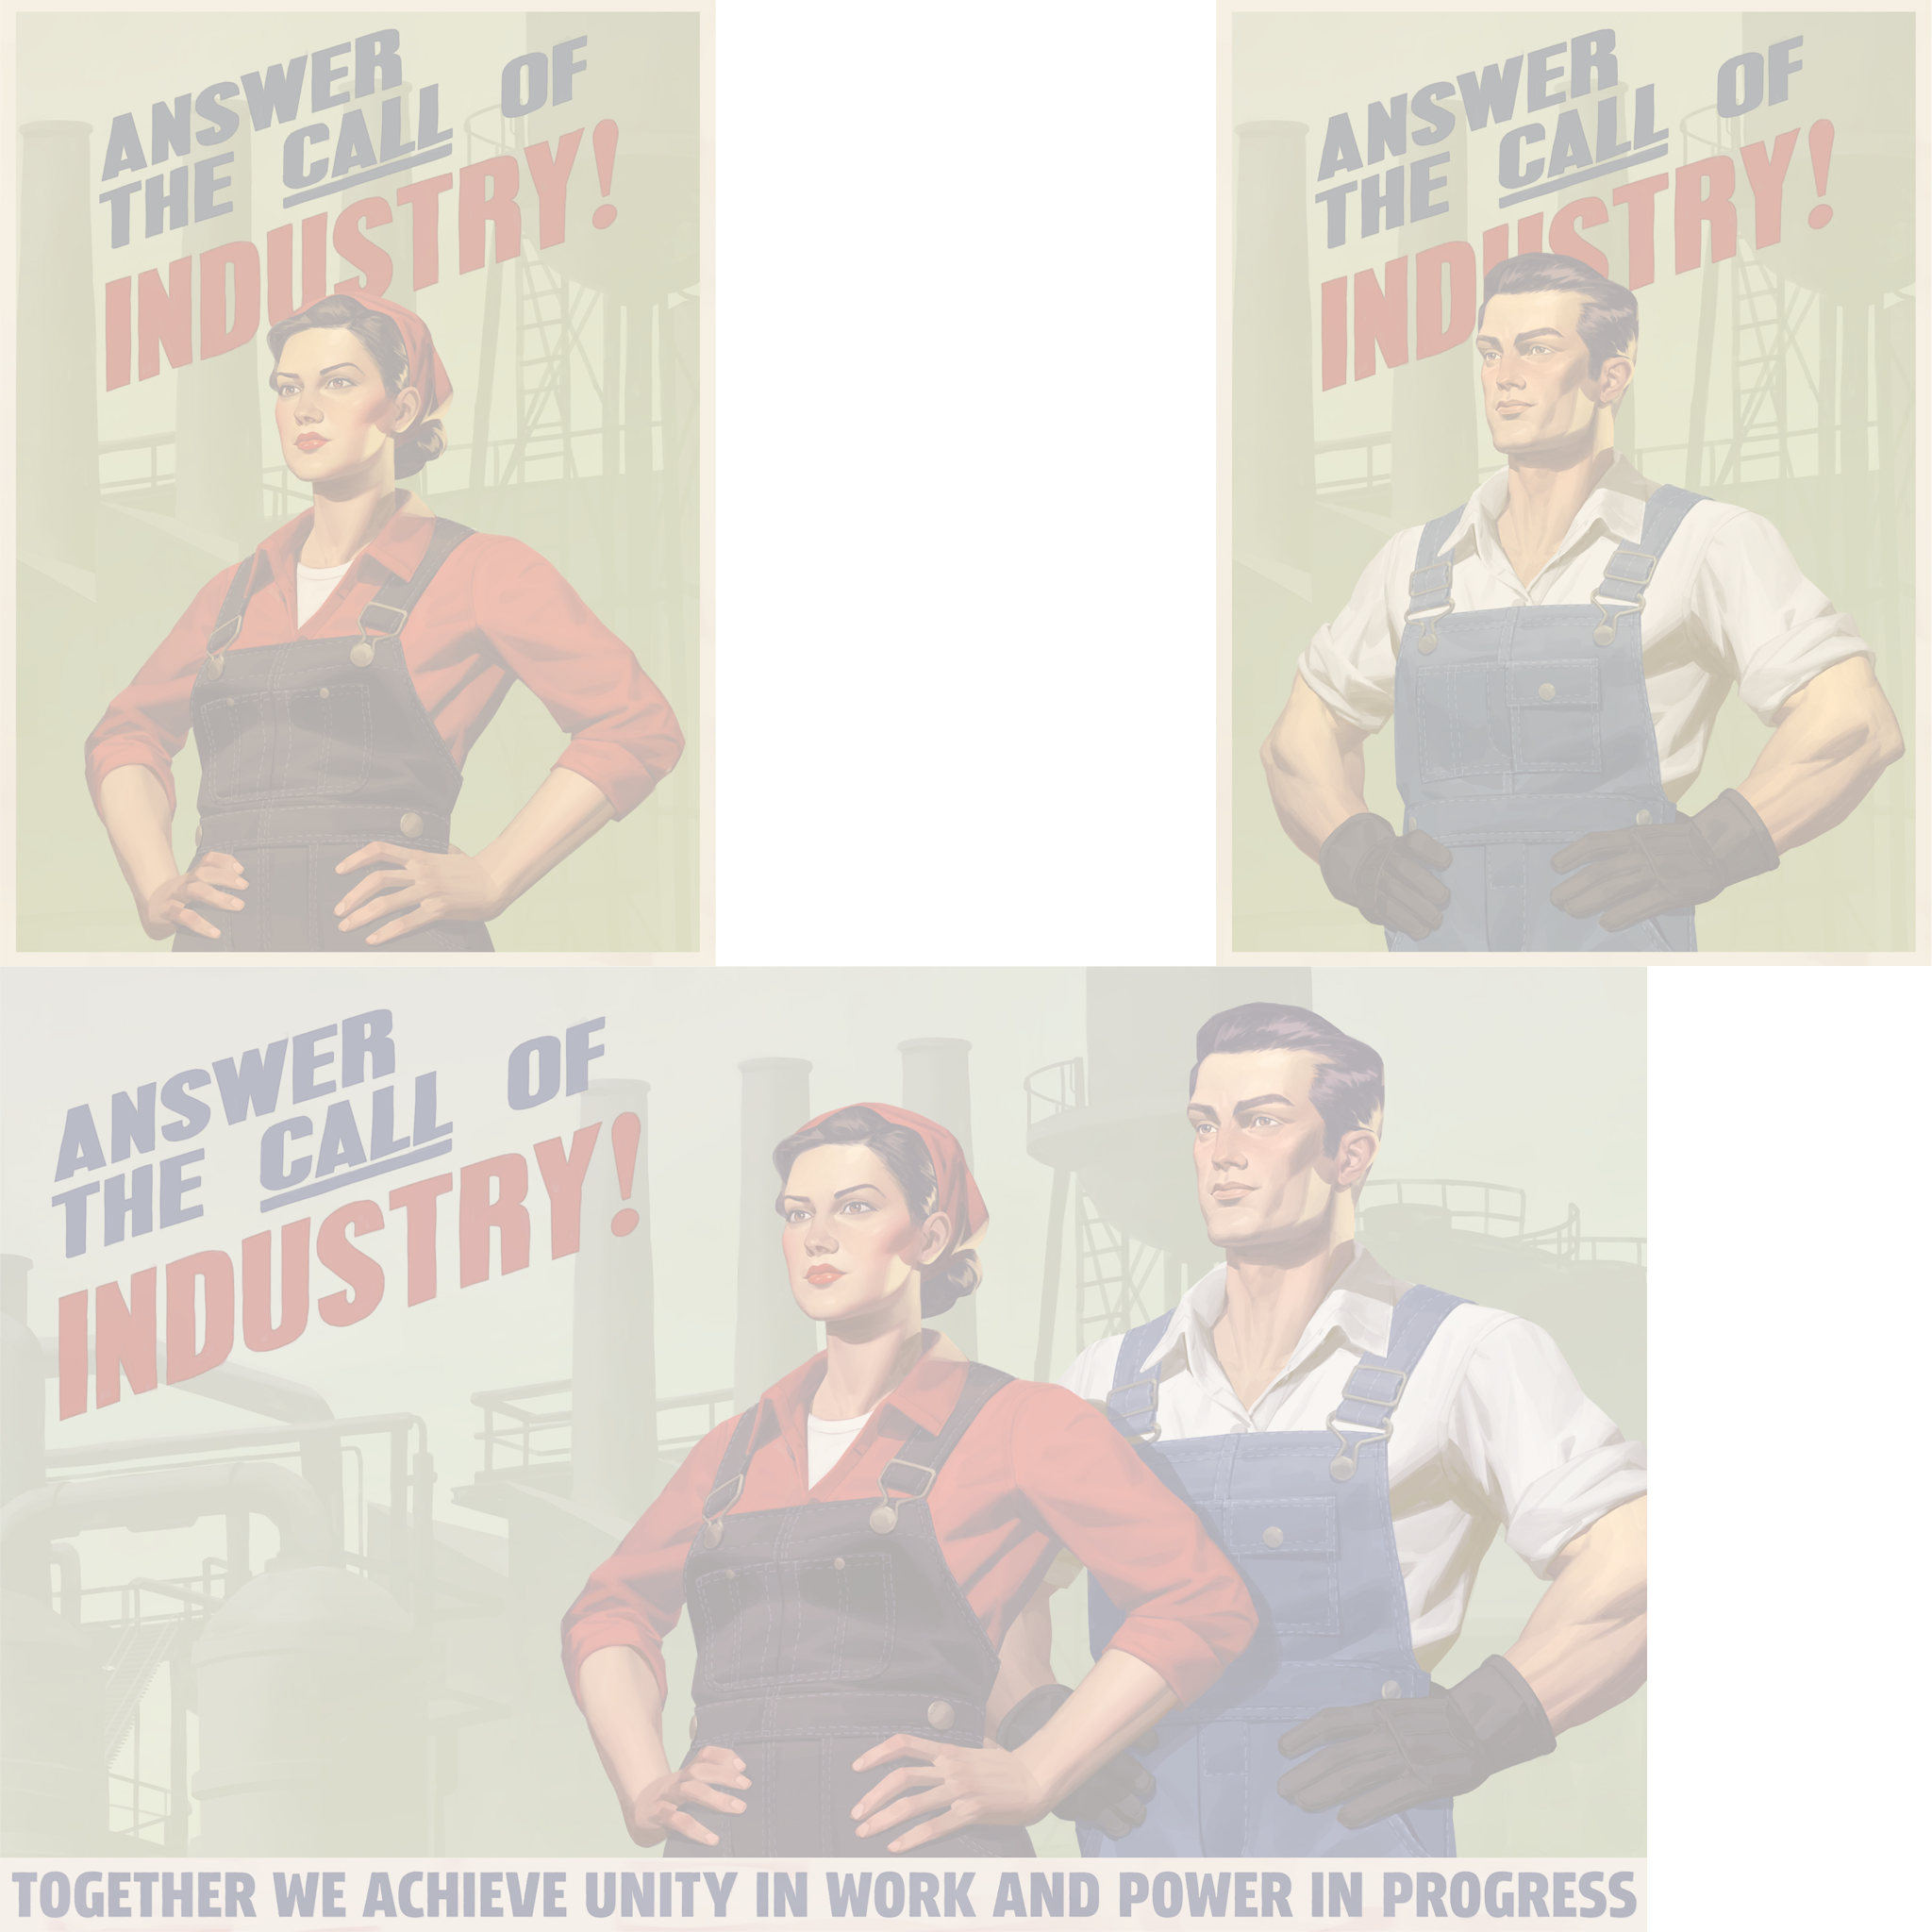 ANSWER
THE CALL OF
INDUSTRY!
ANSWER
THE CALL OF
INDUSTRY!
ANSWER
THE CALL OF
INDUSTRY!
TOGETHER WE ACHIEVE UNITY IN WORK AND POWER IN PROGRESS